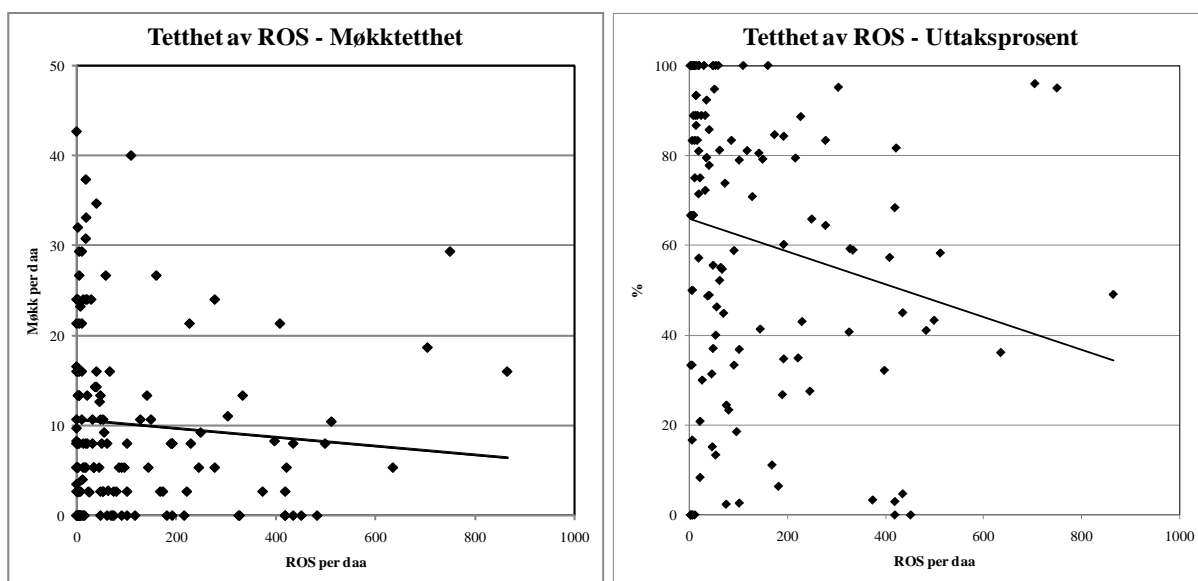 Tetthet av ROS - Møkktetthet
50
40
30
20
10
0
Møkk per daa
0 200 400 600 800 1000
ROS per daa
Tetthet av ROS - Uttaksprosent
100
80
60
40
20
0
%
0 200 400 600 800 1000
ROS per daa